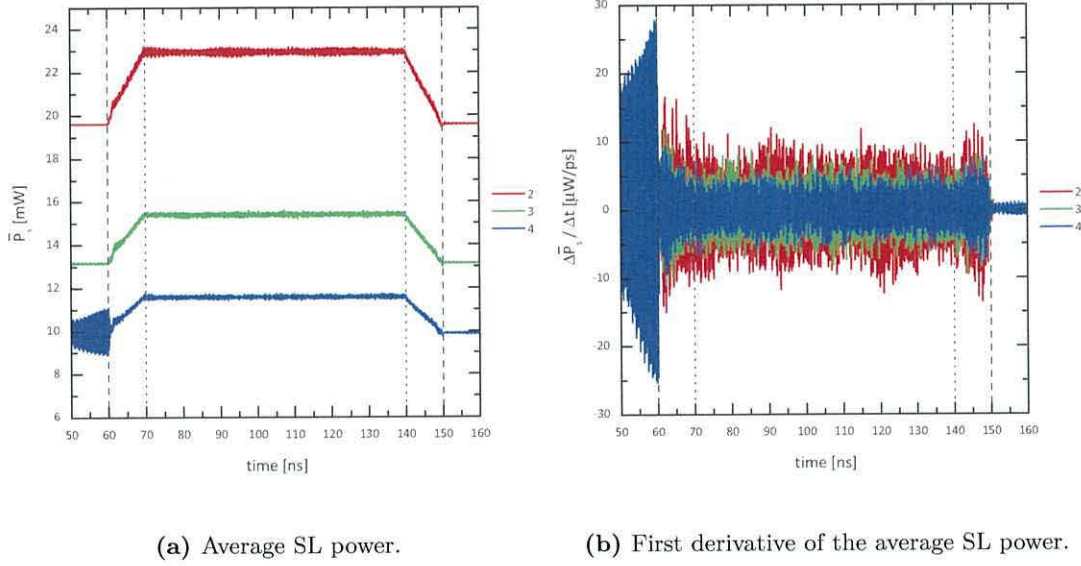 24
22
20
18
16
14
12
10
8
6
P̄s [mW]
50 60 70 80 90 100 110 120 130 140 150 160
time [ns]
2
3
4
30
20
10
0
-10
-20
-30
ΔP̄s / Δt [µW/ps]
50 60 70 80 90 100 110 120 130 140 150 160
time [ns]
2
3
4
(a) Average SL power.
(b) First derivative of the average SL power.